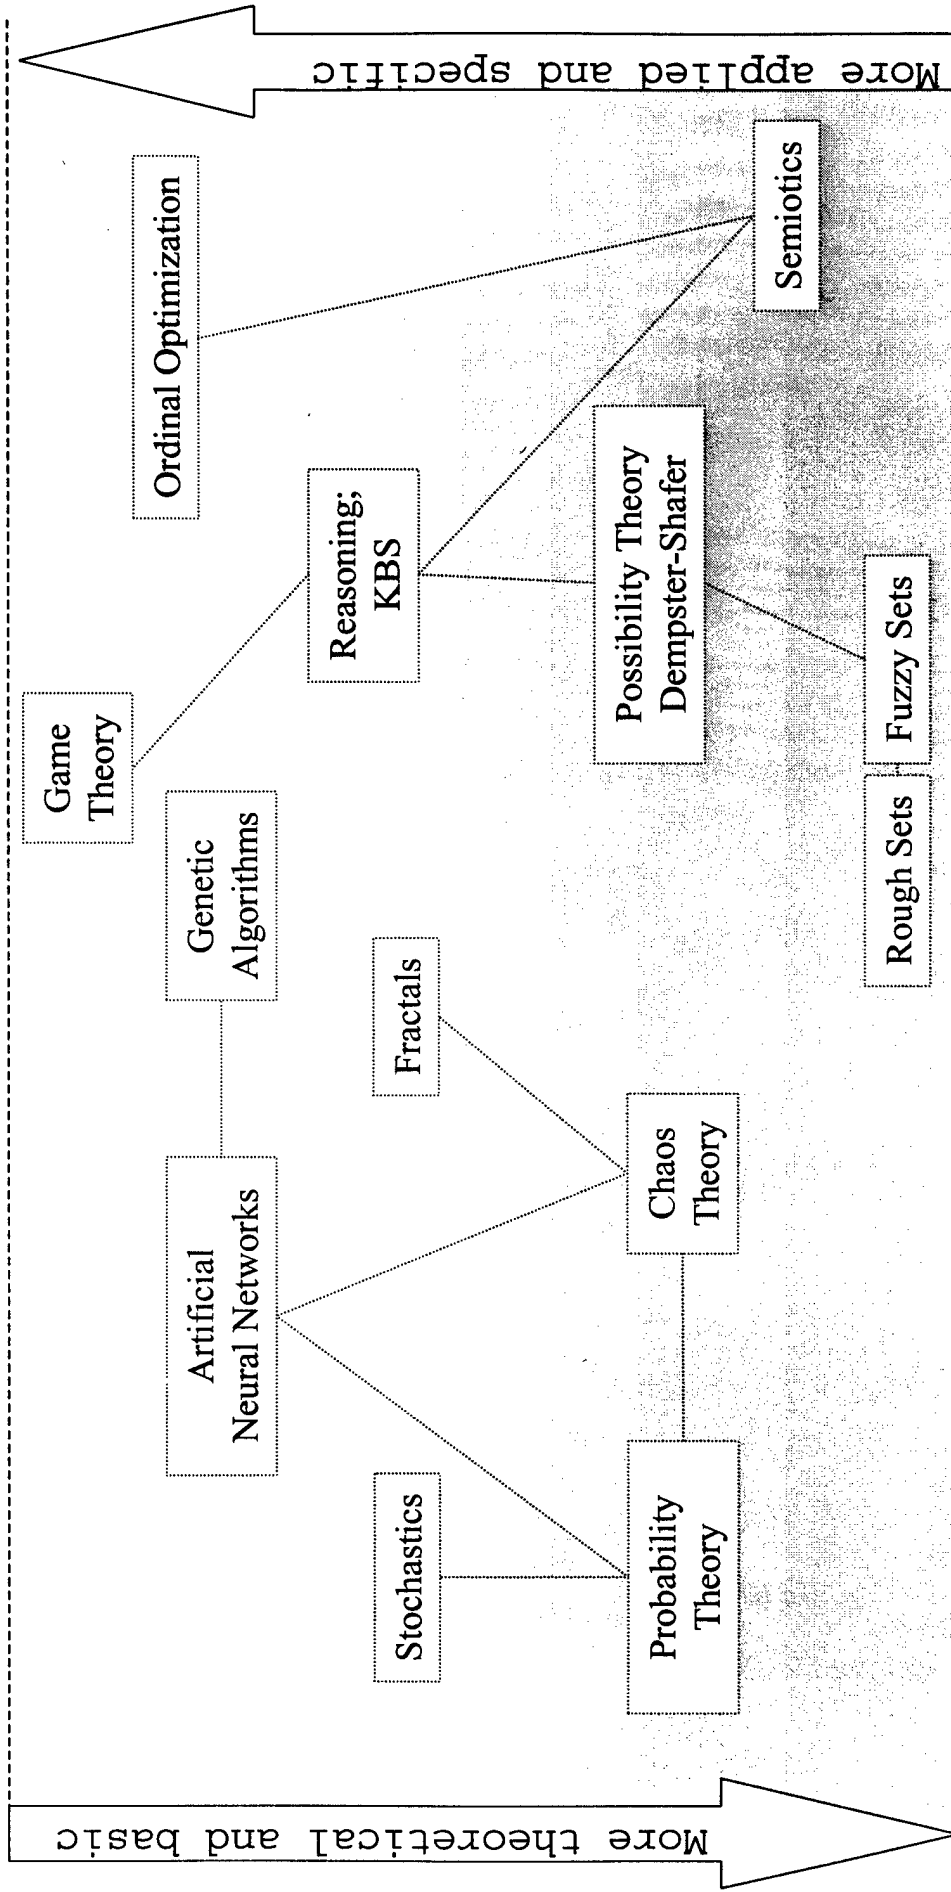 More theoretical and basic
More applied and specific
Game
Theory
Ordinal Optimization
Artificial
Neural Networks
Genetic
Algorithms
Reasoning;
KBS
Stochastics
Fractals
Possibility Theory
Dempster-Shafer
Probability
Theory
Chaos
Theory
Semiotics
Rough Sets
Fuzzy Sets